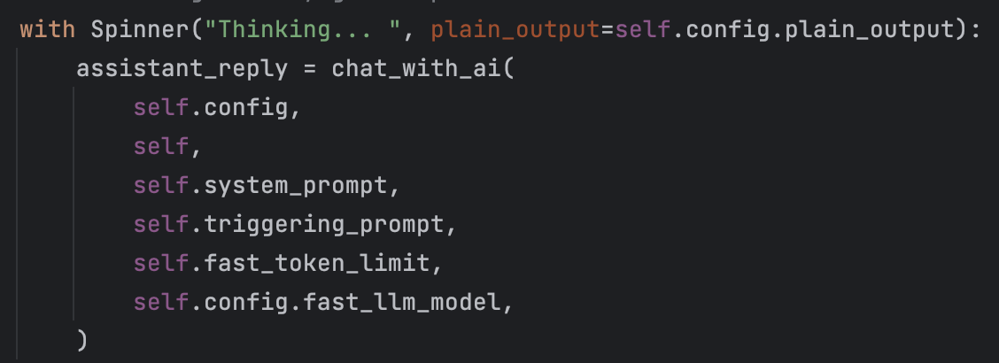 with Spinner("Thinking... ", plain_output=self.config.plain_output):
    assistant_reply = chat_with_ai(
        self.config,
        self,
        self.system_prompt,
        self.triggering_prompt,
        self.fast_token_limit,
        self.config.fast_llm_model,
    )